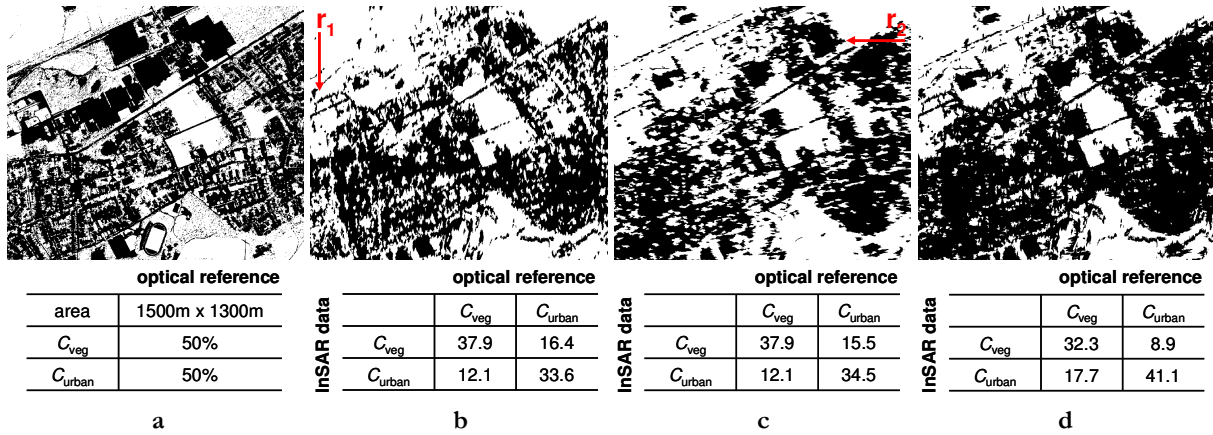 r1
r2
optical reference
area 1500m x 1300m
Cveg 50%
Curban 50%
a
optical reference
InSAR data
Cveg Curban
Cveg 37.9 16.4
Curban 12.1 33.6
b
optical reference
InSAR data
Cveg Curban
Cveg 37.9 15.5
Curban 12.1 34.5
c
optical reference
InSAR data
Cveg Curban
Cveg 32.3 8.9
Curban 17.7 41.1
d